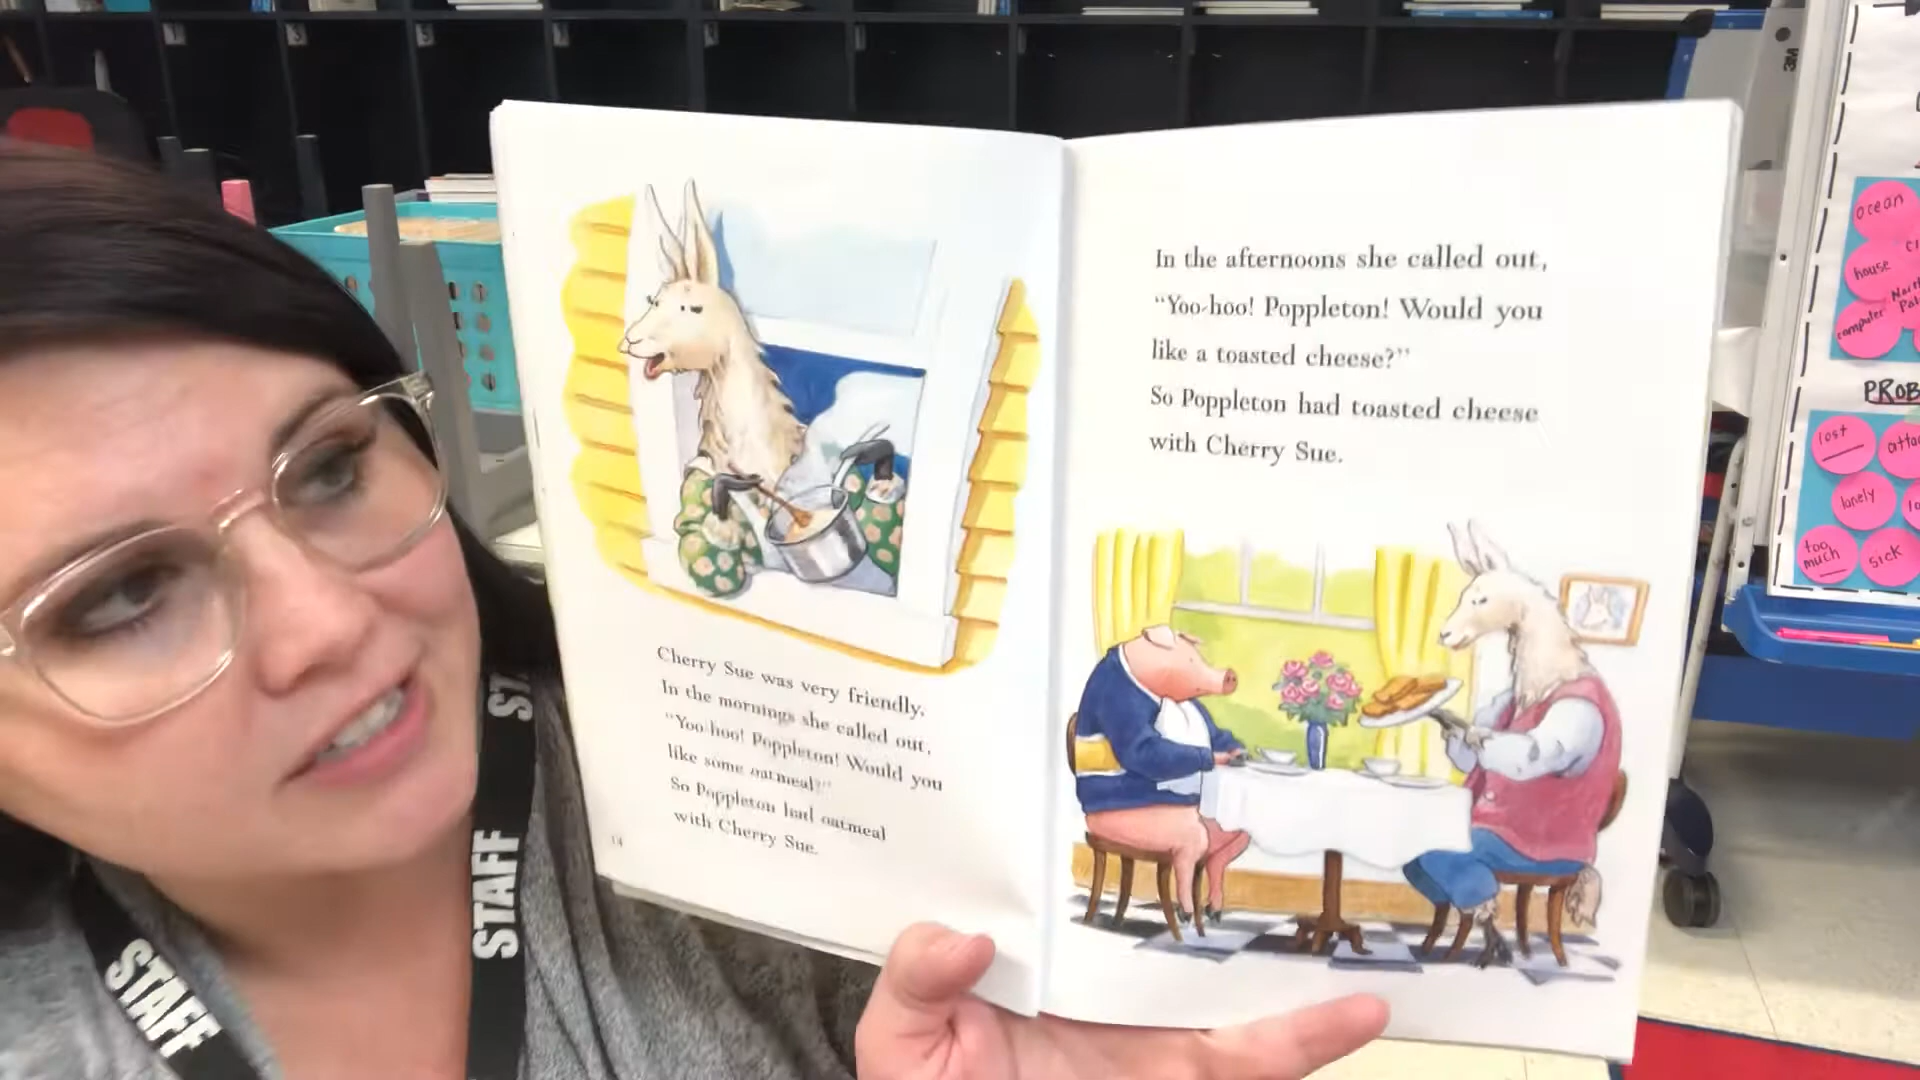 Cherry Sue was very friendly.
In the mornings she called out,
"Yoo-hoo! Poppleton! Would you
like some oatmeal?"
So Poppleton had oatmeal
with Cherry Sue.
14
In the afternoons she called out,
"Yoo-hoo! Poppleton! Would you
like a toasted cheese?"
So Poppleton had toasted cheese
with Cherry Sue.
STAFF
STAFF
ST
3M
ocean
house
computer
PROB
lost
lonely
too
much
sick